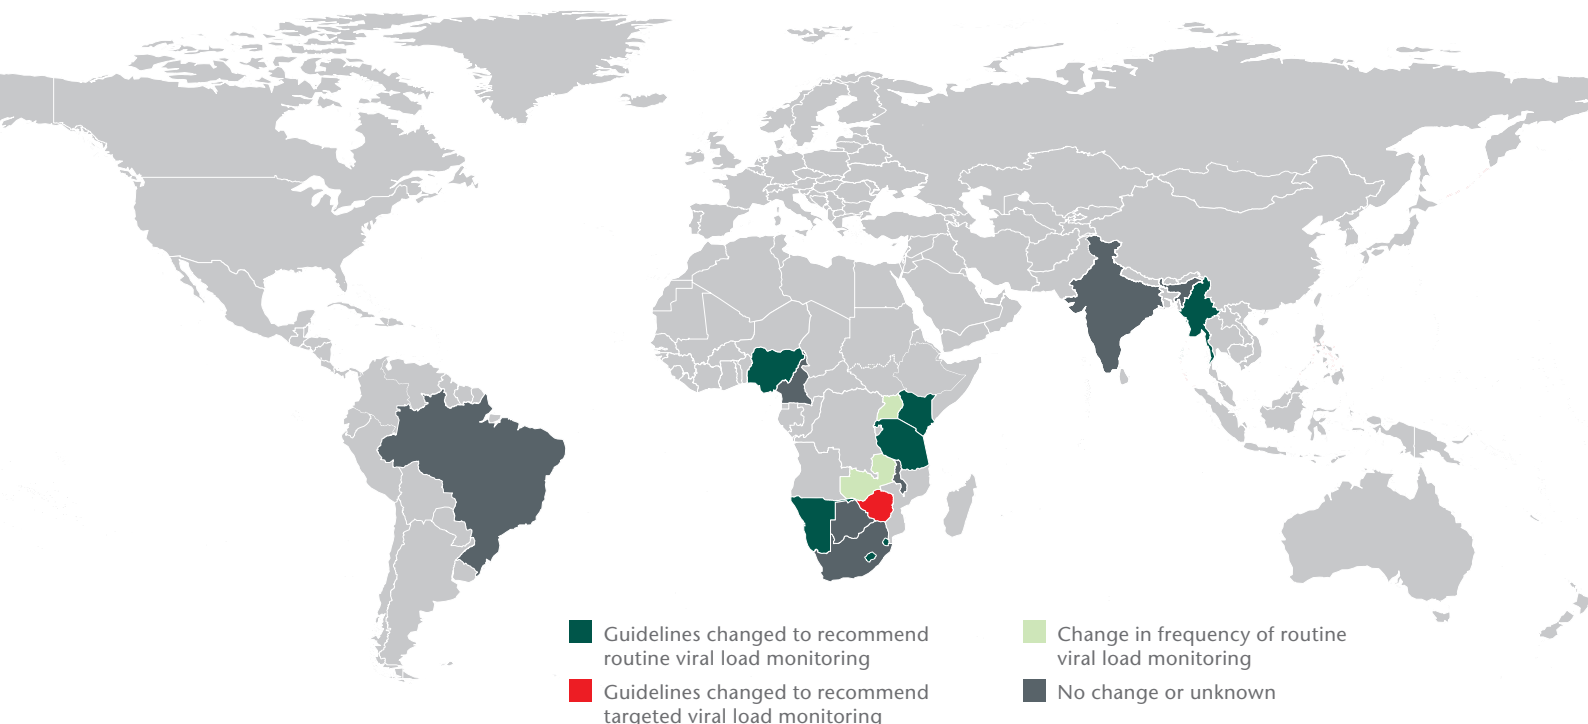 Guidelines changed to recommend
routine viral load monitoring
Guidelines changed to recommend
targeted viral load monitoring
Change in frequency of routine
viral load monitoring
No change or unknown